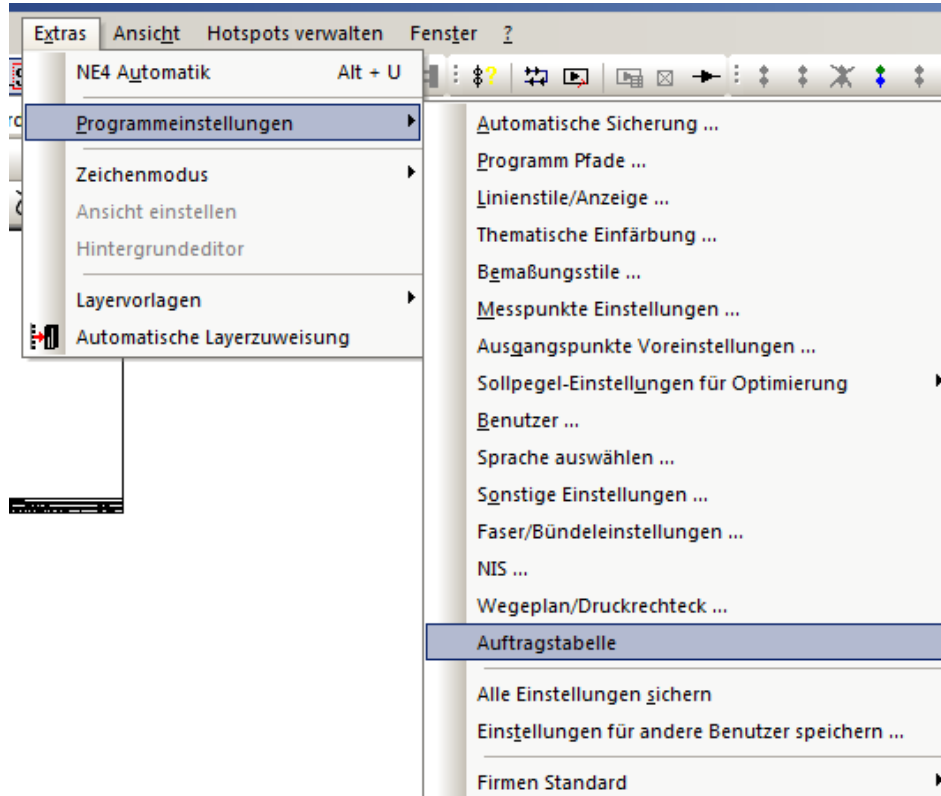 Extras Ansicht Hotspots verwalten Fenster ?
NE4 Automatik Alt + U
Programmeinstellungen
Zeichenmodus
Ansicht einstellen
Hintergrundeditor
Layervorlagen
Automatische Layerzuweisung
Automatische Sicherung ...
Programm Pfade ...
Linienstile/Anzeige ...
Thematische Einfärbung ...
Bemaßungsstile ...
Messpunkte Einstellungen ...
Ausgangspunkte Voreinstellungen ...
Sollpegel-Einstellungen für Optimierung
Benutzer ...
Sprache auswählen ...
Sonstige Einstellungen ...
Faser/Bündeleinstellungen ...
NIS ...
Wegeplan/Druckrechteck ...
Auftragstabelle
Alle Einstellungen sichern
Einstellungen für andere Benutzer speichern ...
Firmen Standard